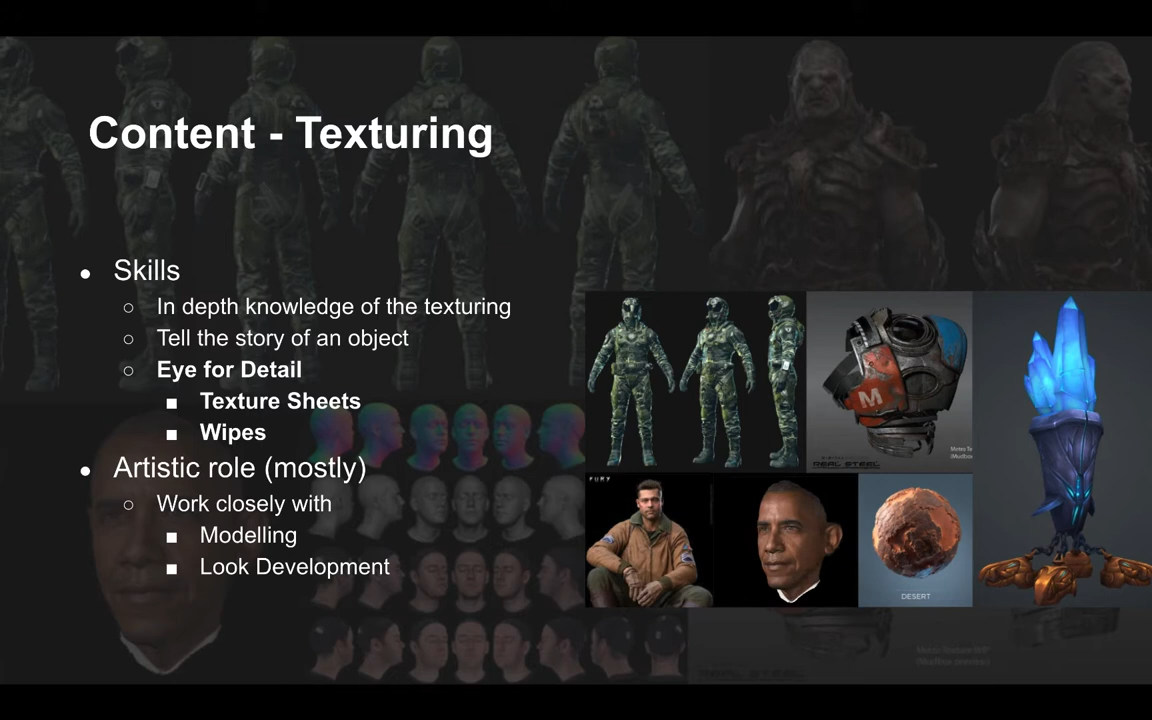 Content - Texturing
● Skills
○ In depth knowledge of the texturing
○ Tell the story of an object
○ Eye for Detail
■ Texture Sheets
■ Wipes
● Artistic role (mostly)
○ Work closely with
■ Modelling
■ Look Development
M
REAL STEEL
FURY
DESERT